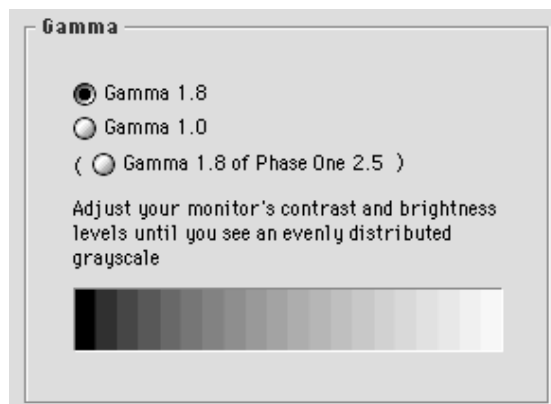 Gamma
Gamma 1.8
Gamma 1.0
( Gamma 1.8 of Phase One 2.5 )
Adjust your monitor's contrast and brightness
levels until you see an evenly distributed
grayscale